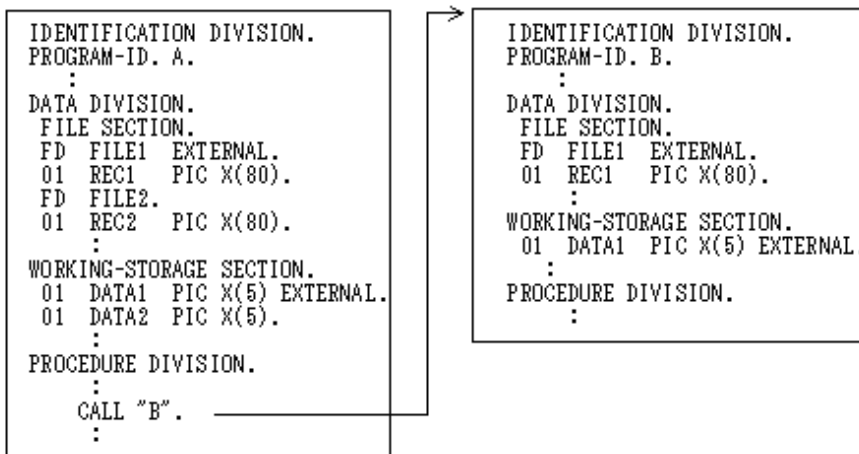 IDENTIFICATION DIVISION.
PROGRAM-ID. A.
:
DATA DIVISION.
FILE SECTION.
FD FILE1 EXTERNAL.
01 REC1 PIC X(80).
FD FILE2.
01 REC2 PIC X(80).
:
WORKING-STORAGE SECTION.
01 DATA1 PIC X(5) EXTERNAL.
01 DATA2 PIC X(5).
:
PROCEDURE DIVISION.
:
CALL "B".
:
IDENTIFICATION DIVISION.
PROGRAM-ID. B.
:
DATA DIVISION.
FILE SECTION.
FD FILE1 EXTERNAL.
01 REC1 PIC X(80).
:
WORKING-STORAGE SECTION.
01 DATA1 PIC X(5) EXTERNAL.
:
PROCEDURE DIVISION.
: